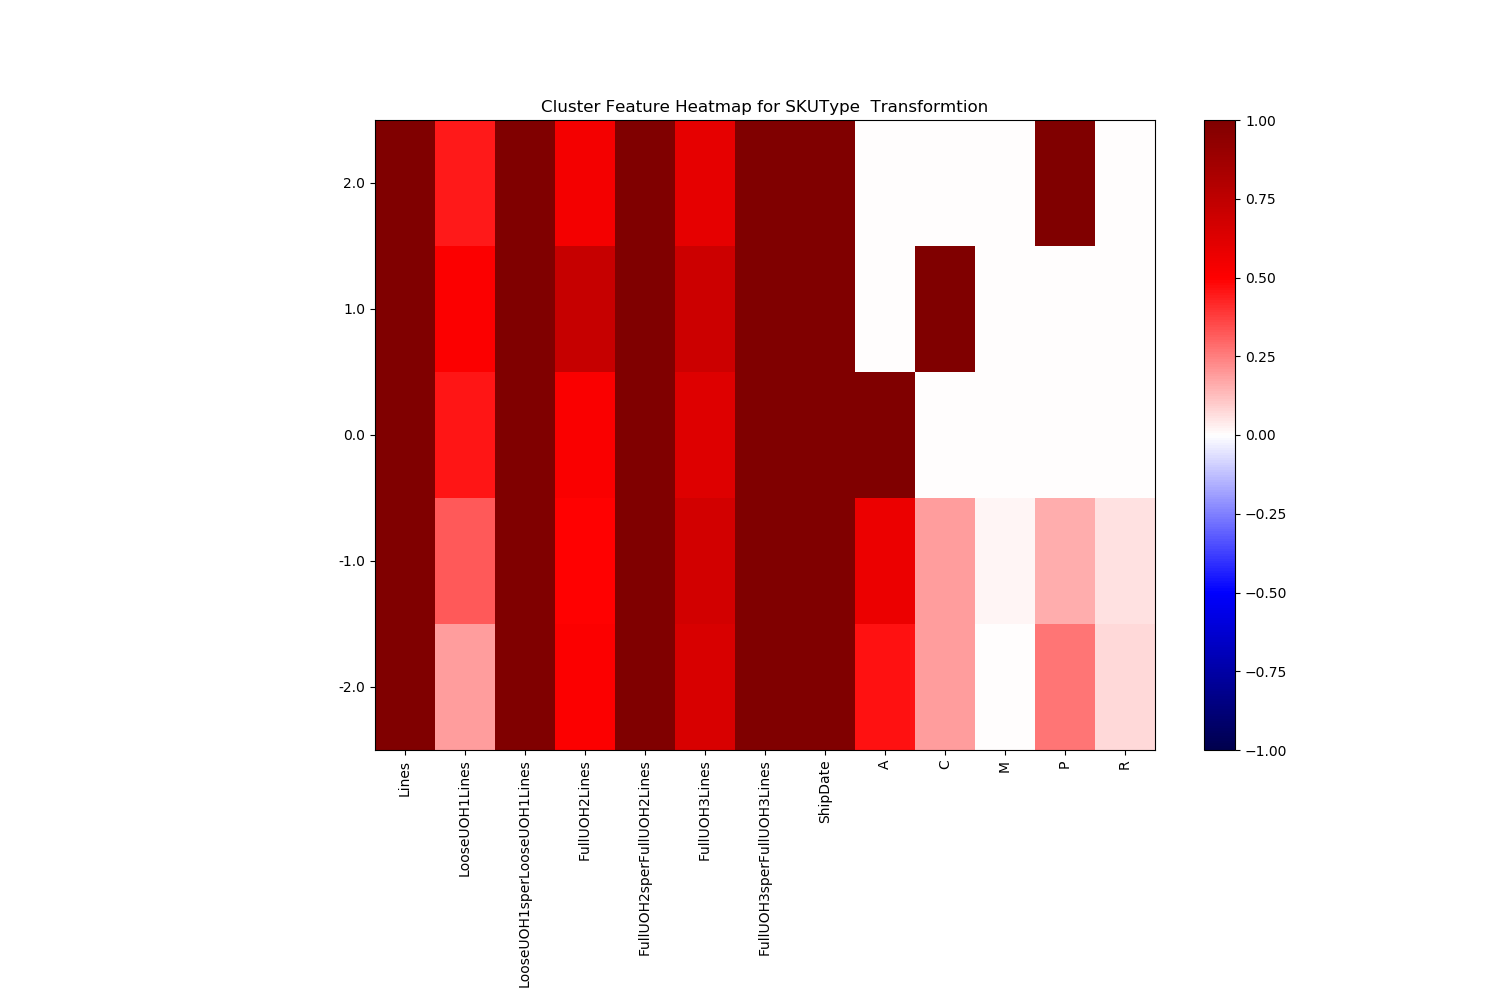 Cluster Feature Heatmap for SKUType  Transformtion
2.0
1.0
0.0
-1.0
-2.0
Lines
LooseUOH1Lines
LooseUOH1sperLooseUOH1Lines
FullUOH2Lines
FullUOH2sperFullUOH2Lines
FullUOH3Lines
FullUOH3sperFullUOH3Lines
ShipDate
A
C
M
P
R
1.00
0.75
0.50
0.25
0.00
−0.25
−0.50
−0.75
−1.00